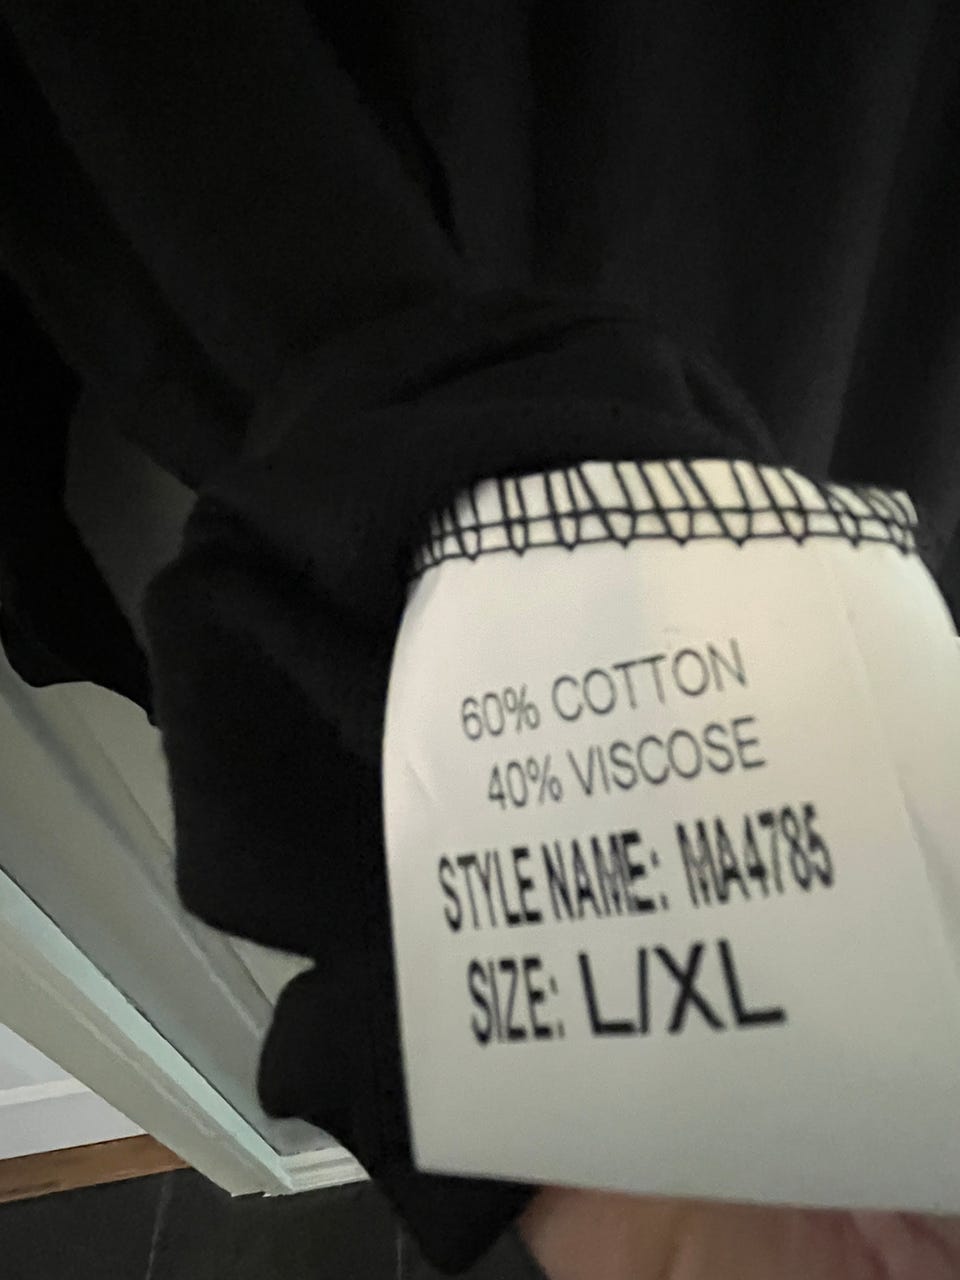 60% COTTON
40% VISCOSE
STYLE NAME: MA4785
SIZE: L/XL